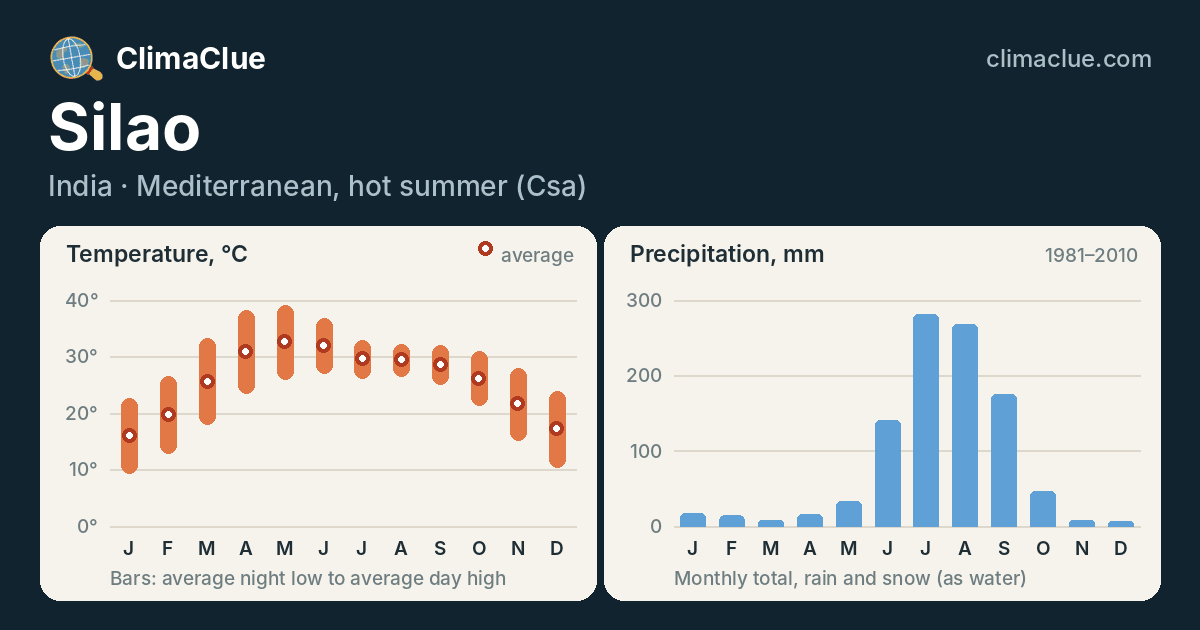 ClimaClue
climaclue.com
Silao
India · Mediterranean, hot summer (Csa)
Temperature, °C
average
40°
30°
20°
10°
0°
J F M A M J J A S O N D
Bars: average night low to average day high
Precipitation, mm
1981–2010
300
200
100
0
J F M A M J J A S O N D
Monthly total, rain and snow (as water)